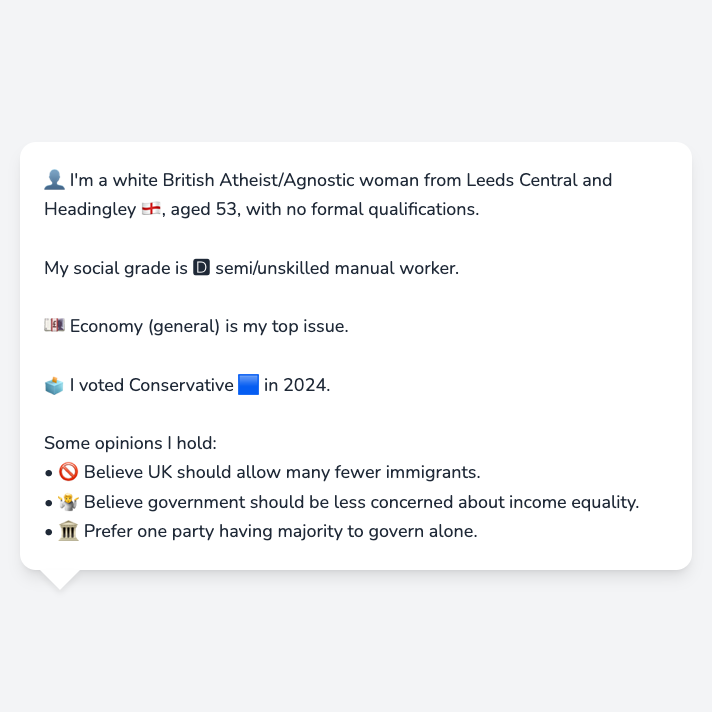 👤 I'm a white British Atheist/Agnostic woman from Leeds Central and
Headingley 🏴󠁧󠁢󠁥󠁮󠁧󠁿, aged 53, with no formal qualifications.
My social grade is 🅳 semi/unskilled manual worker.
💷 Economy (general) is my top issue.
🗳️ I voted Conservative 🟦 in 2024.
Some opinions I hold:
• 🚫 Believe UK should allow many fewer immigrants.
• 🤷 Believe government should be less concerned about income equality.
• 🏛️ Prefer one party having majority to govern alone.